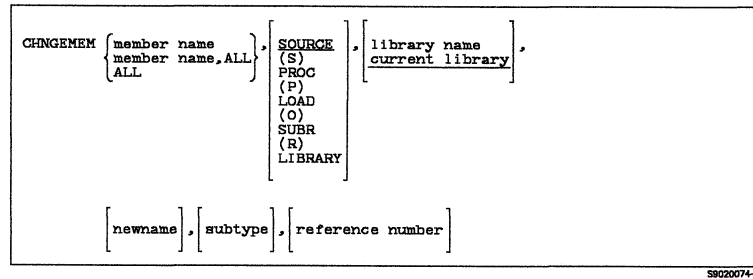 CHNGEMEM {member name
member name,ALL},
ALL
[SOURCE
(S)
PROC
(P)
LOAD
(O)
SUBR
(R)
LIBRARY],
[library name
current library],
[newname],[subtype],[reference number]
S9020074-